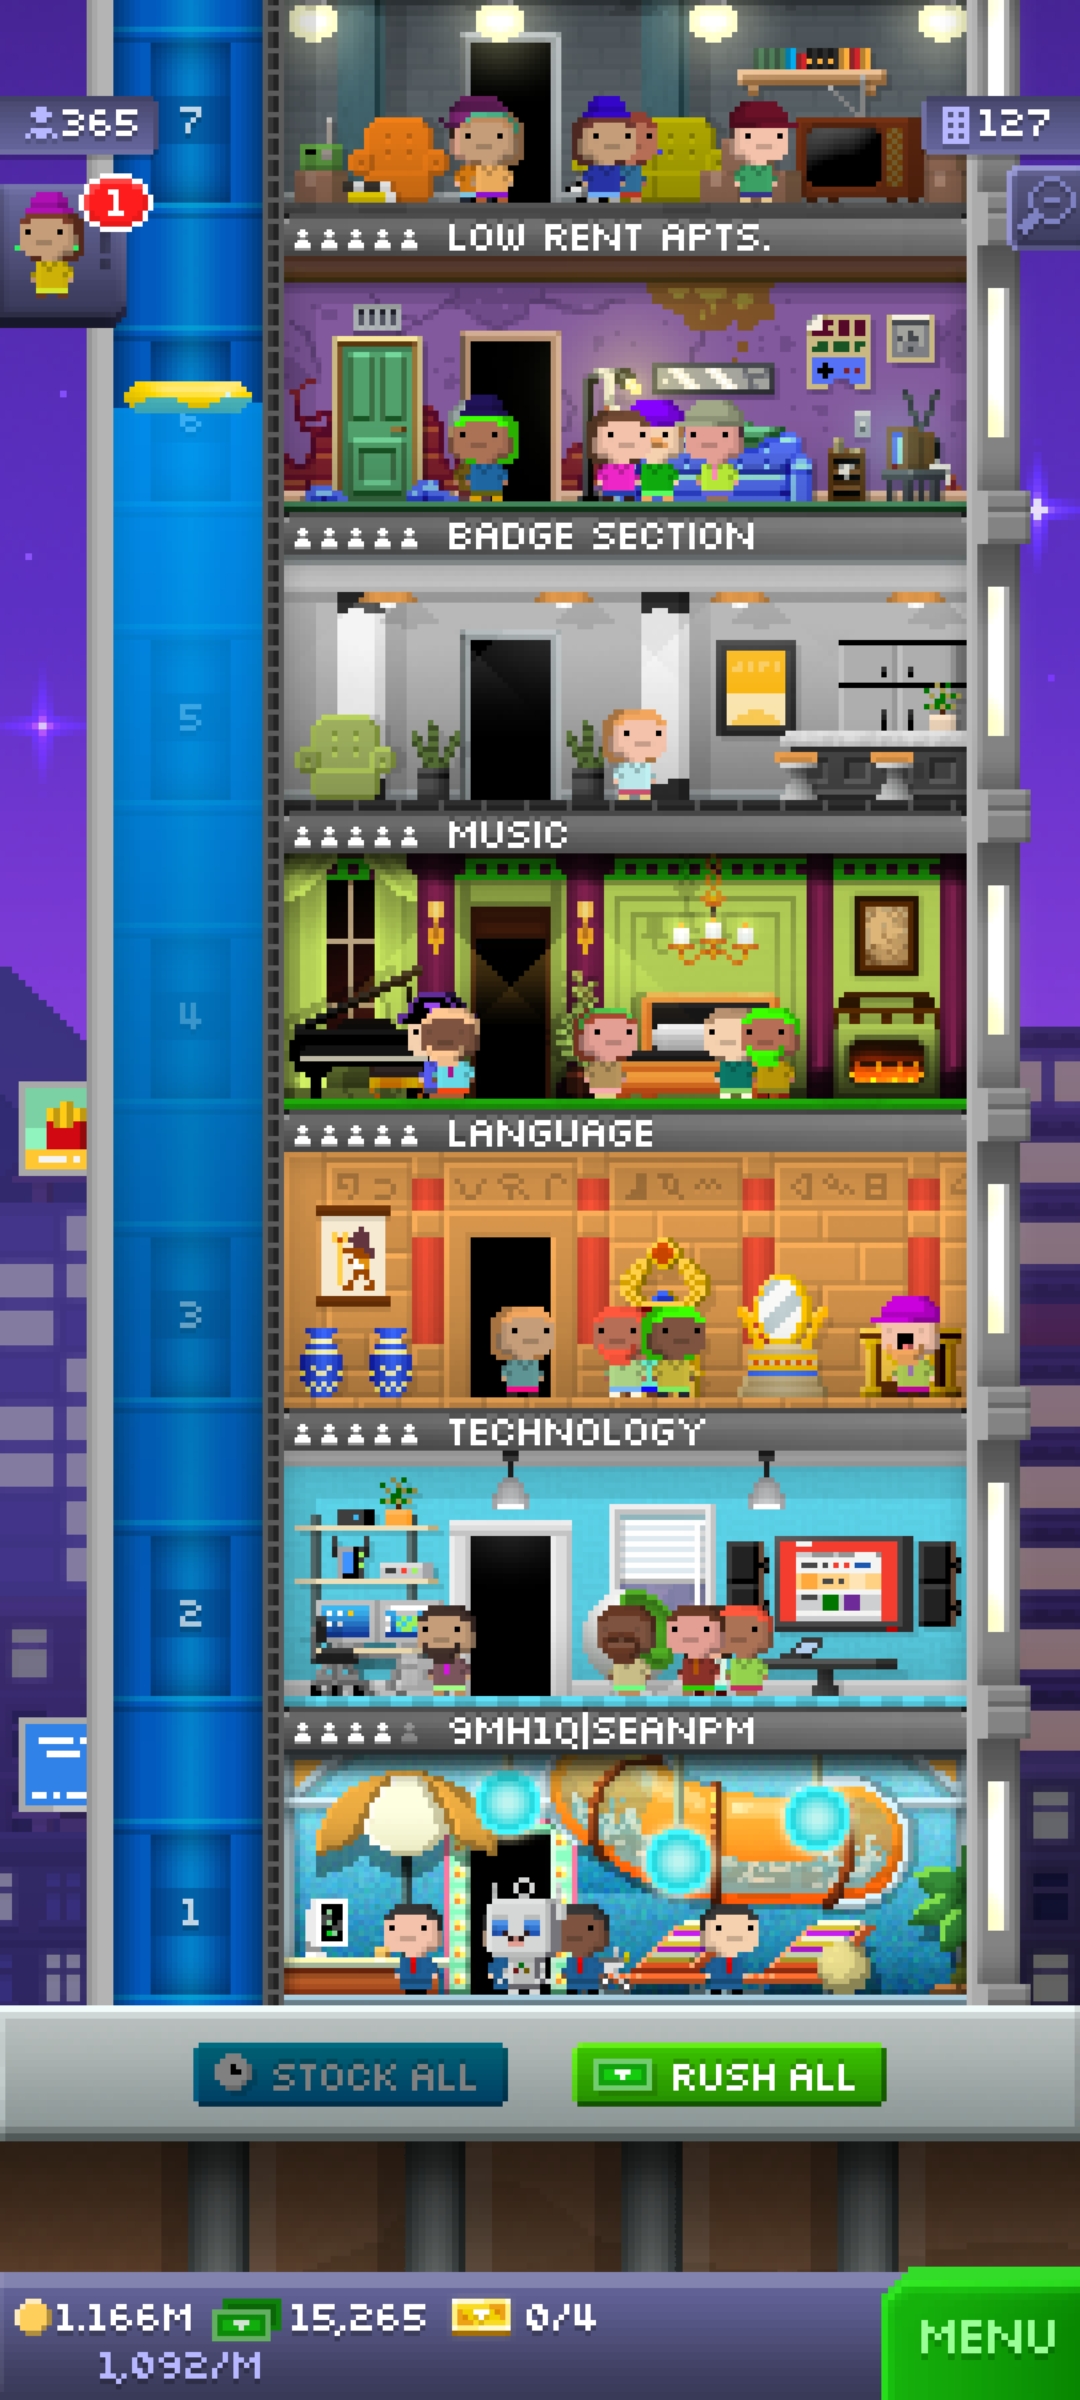 7
365
127
1
LOW RENT APTS.
6
BADGE SECTION
5
MUSIC
4
LANGUAGE
3
TECHNOLOGY
2
9MH1Q|SEANPM
1
STOCK ALL
RUSH ALL
1.166M
15,265
0/4
1,092/M
MENU